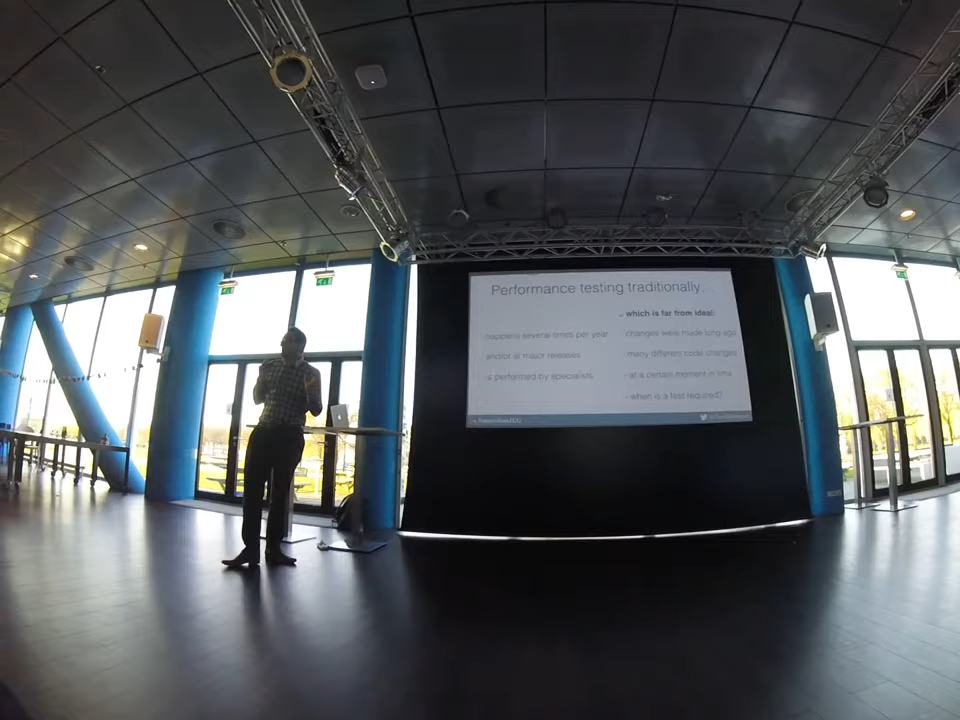 Performance testing traditionally.
.. which is far from ideal:
- happens several times per year
- changes were made long ago
and/or at major releases
- many different code changes
- is performed by specialists
- at a certain moment in time
- when is a test required?